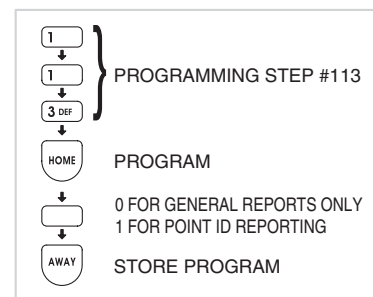 1
1
PROGRAMMING STEP #113
3 DEF
HOME
PROGRAM
0 FOR GENERAL REPORTS ONLY
1 FOR POINT ID REPORTING
AWAY
STORE PROGRAM